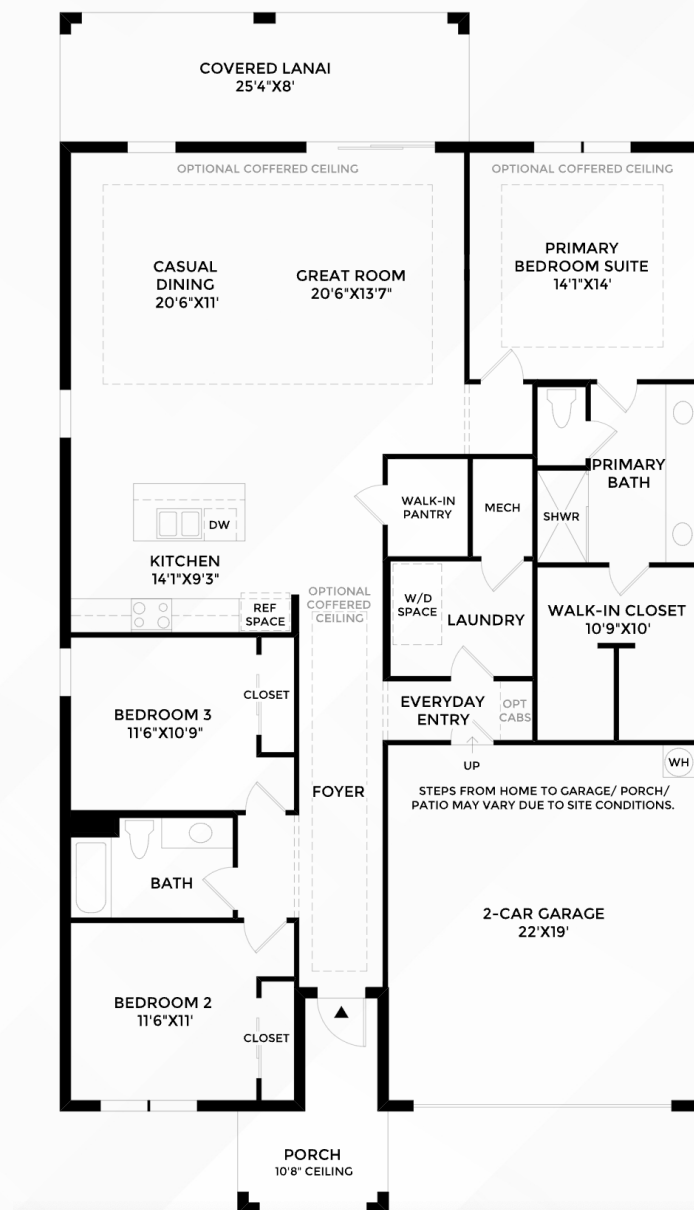 COVERED LANAI
25'4"X8'
OPTIONAL COFFERED CEILING
OPTIONAL COFFERED CEILING
CASUAL
DINING
20'6"X11'
GREAT ROOM
20'6"X13'7"
PRIMARY
BEDROOM SUITE
14'1"X14'
PRIMARY
BATH
WALK-IN
PANTRY
MECH
SHWR
DW
KITCHEN
14'1"X9'3"
REF
SPACE
OPTIONAL
COFFERED
CEILING
W/D
SPACE
LAUNDRY
WALK-IN CLOSET
10'9"X10'
CLOSET
BEDROOM 3
11'6"X10'9"
EVERYDAY
ENTRY
OPT
CABS
UP
WH
FOYER
STEPS FROM HOME TO GARAGE/ PORCH/
PATIO MAY VARY DUE TO SITE CONDITIONS.
BATH
2-CAR GARAGE
22'X19'
BEDROOM 2
11'6"X11'
CLOSET
PORCH
10'8" CEILING